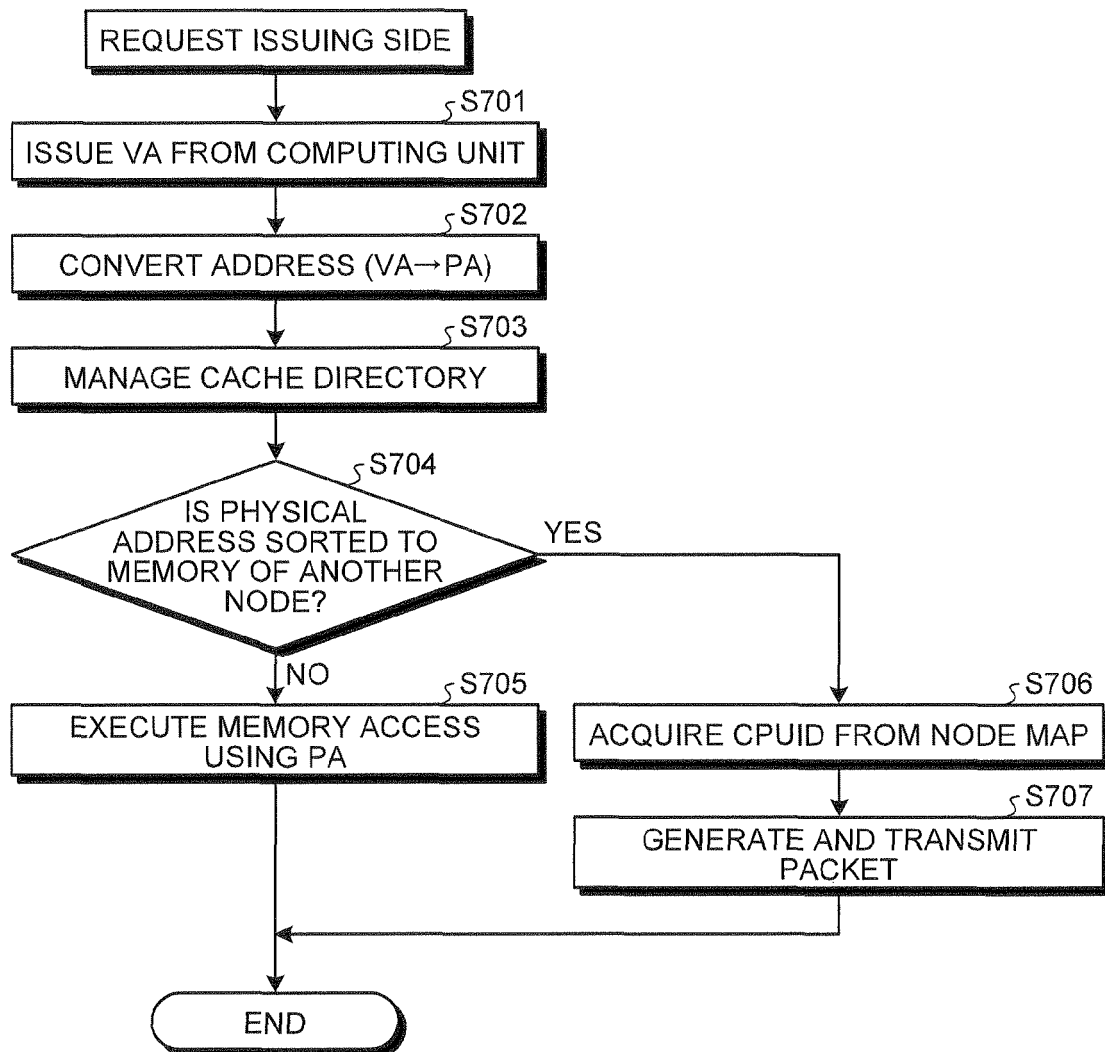 REQUEST ISSUING SIDE
S701
ISSUE VA FROM COMPUTING UNIT
S702
CONVERT ADDRESS (VA→PA)
S703
MANAGE CACHE DIRECTORY
S704
IS PHYSICAL
ADDRESS SORTED TO
MEMORY OF ANOTHER
NODE?
YES
NO
S705
EXECUTE MEMORY ACCESS
USING PA
S706
ACQUIRE CPUID FROM NODE MAP
S707
GENERATE AND TRANSMIT
PACKET
END